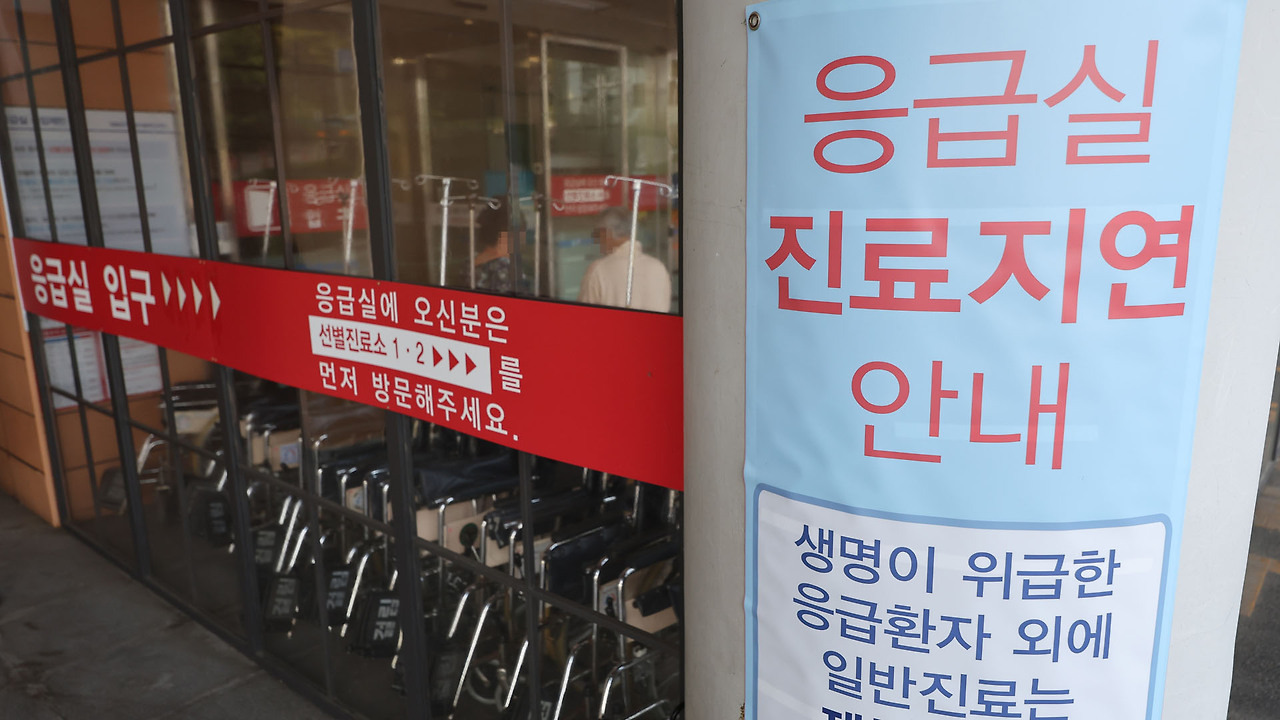 응급실 입구
응급실에 오신분은
선별진료소 1·2 ▶▶▶ 를
먼저 방문해주세요.
응급실
진료지연
안내
생명이 위급한
응급환자 외에
일반진료는